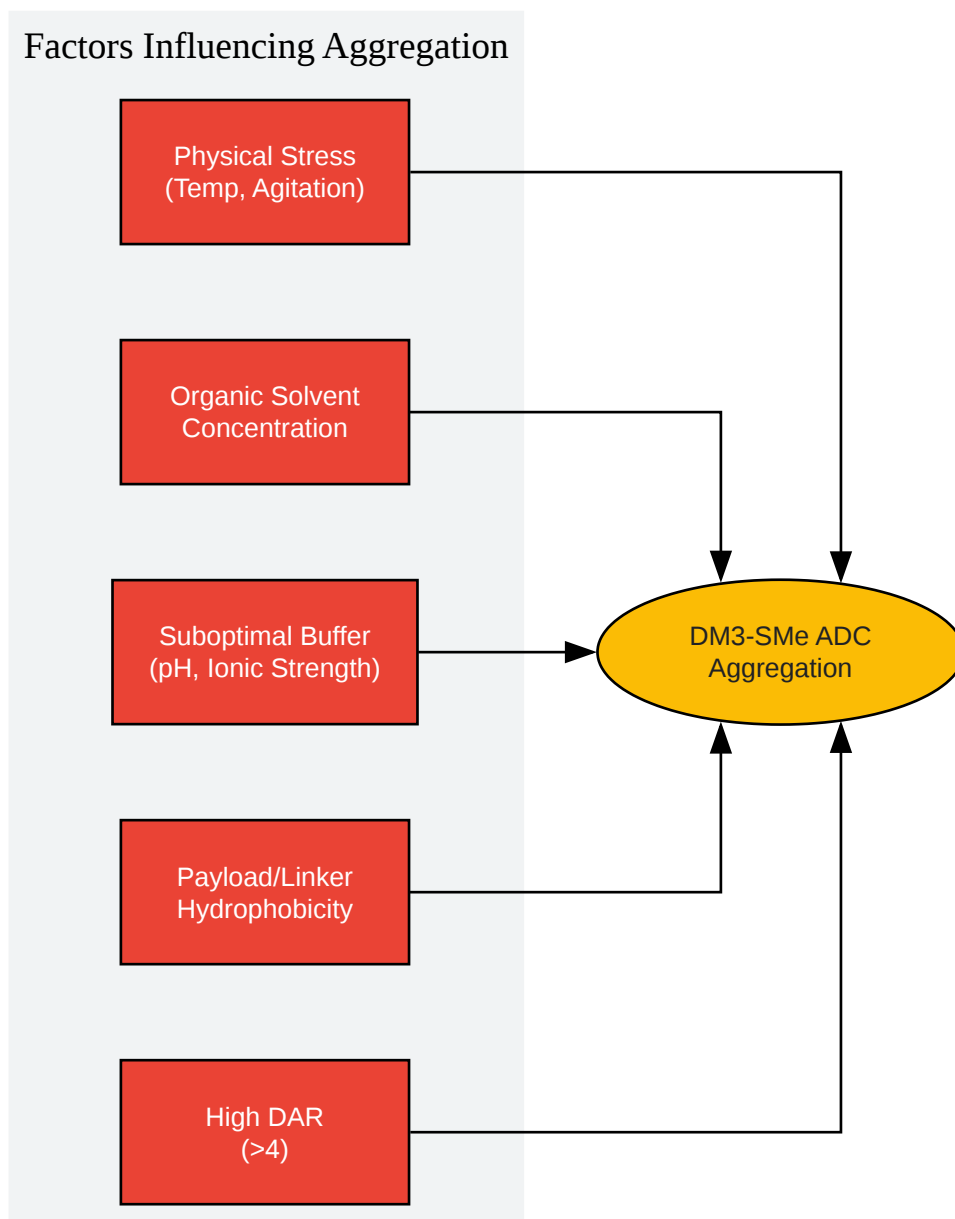 Factors Influencing Aggregation
Physical Stress
(Temp, Agitation)
Organic Solvent
Concentration
Suboptimal Buffer
(pH, Ionic Strength)
DM3-SMe ADC
Aggregation
Payload/Linker
Hydrophobicity
High DAR
(>4)